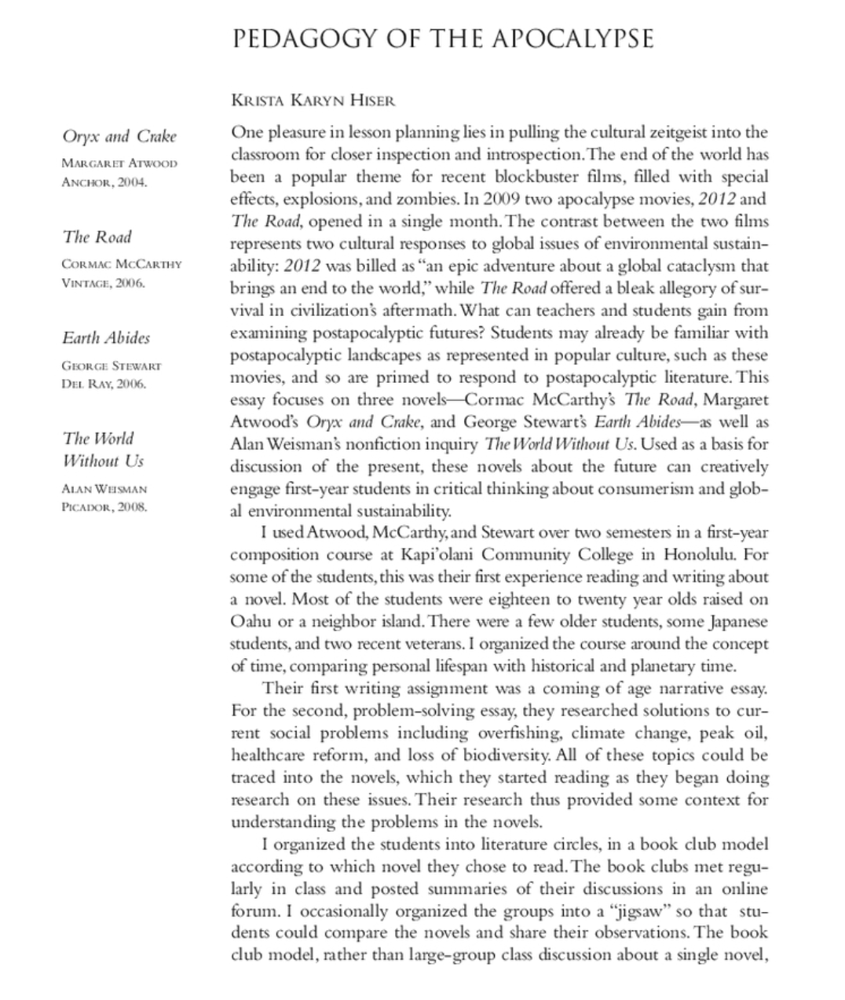 PEDAGOGY OF THE APOCALYPSE
KRISTA KARYN HISER
Oryx and Crake
MARGARET ATWOOD
ANCHOR, 2004.
The Road
CORMAC MCCARTHY
VINTAGE, 2006.
Earth Abides
GEORGE STEWART
DEL RAY, 2006.
The World
Without Us
ALAN WEISMAN
PICADOR, 2008.
One pleasure in lesson planning lies in pulling the cultural zeitgeist into the
classroom for closer inspection and introspection. The end of the world has
been a popular theme for recent blockbuster films, filled with special
effects, explosions, and zombies. In 2009 two apocalypse movies, 2012 and
The Road, opened in a single month. The contrast between the two films
represents two cultural responses to global issues of environmental sustain-
ability: 2012 was billed as “an epic adventure about a global cataclysm that
brings an end to the world,” while The Road offered a bleak allegory of sur-
vival in civilization’s aftermath. What can teachers and students gain from
examining postapocalyptic futures? Students may already be familiar with
postapocalyptic landscapes as represented in popular culture, such as these
movies, and so are primed to respond to postapocalyptic literature. This
essay focuses on three novels—Cormac McCarthy’s The Road, Margaret
Atwood’s Oryx and Crake, and George Stewart’s Earth Abides—as well as
Alan Weisman’s nonfiction inquiry The World Without Us. Used as a basis for
discussion of the present, these novels about the future can creatively
engage first-year students in critical thinking about consumerism and glob-
al environmental sustainability.
I used Atwood, McCarthy, and Stewart over two semesters in a first-year
composition course at Kapi’olani Community College in Honolulu. For
some of the students, this was their first experience reading and writing about
a novel. Most of the students were eighteen to twenty year olds raised on
Oahu or a neighbor island. There were a few older students, some Japanese
students, and two recent veterans. I organized the course around the concept
of time, comparing personal lifespan with historical and planetary time.
Their first writing assignment was a coming of age narrative essay.
For the second, problem-solving essay, they researched solutions to cur-
rent social problems including overfishing, climate change, peak oil,
healthcare reform, and loss of biodiversity. All of these topics could be
traced into the novels, which they started reading as they began doing
research on these issues. Their research thus provided some context for
understanding the problems in the novels.
I organized the students into literature circles, in a book club model
according to which novel they chose to read. The book clubs met regu-
larly in class and posted summaries of their discussions in an online
forum. I occasionally organized the groups into a “jigsaw” so that stu-
dents could compare the novels and share their observations. The book
club model, rather than large-group class discussion about a single novel,